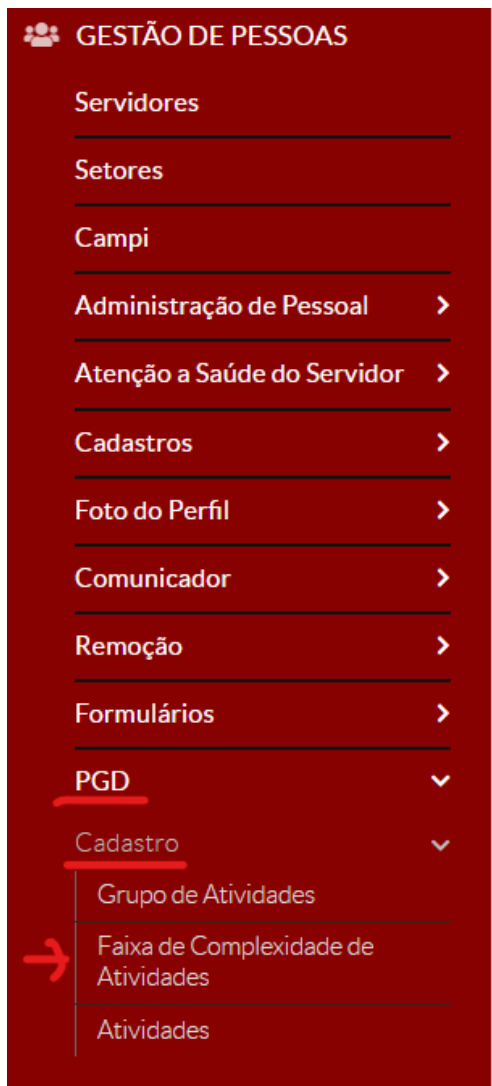 GESTÃO DE PESSOAS
Servidores
Setores
Campi
Administração de Pessoal
Atenção a Saúde do Servidor
Cadastros
Foto do Perfil
Comunicador
Remoção
Formulários
PGD
Cadastro
Grupo de Atividades
Faixa de Complexidade de
Atividades
Atividades